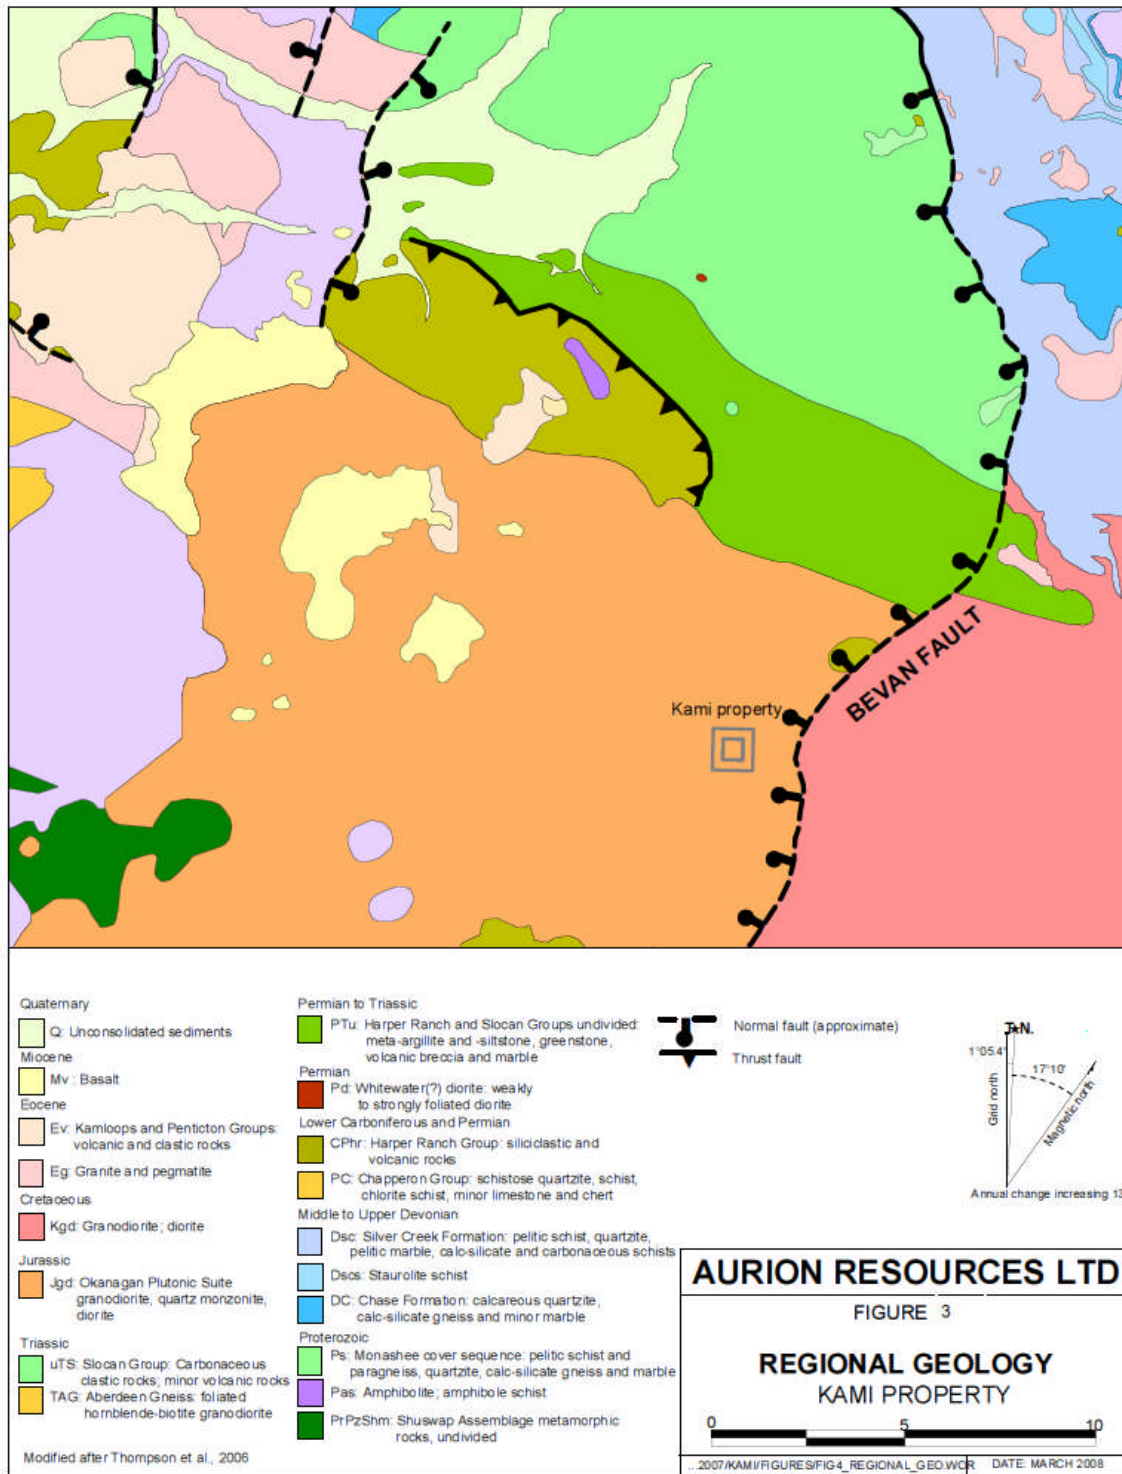 Kami property
BEVAN FAULT
Quaternary
Q: Unconsolidated sediments
Miocene
Mv : Basalt
Eocene
Ev: Kamloops and Penticton Groups:
volcanic and clastic rocks
Eg: Granite and pegmatite
Cretaceous
Kgd: Granodiorite; diorite
Jurassic
Jgd: Okanagan Plutonic Suite
granodiorite, quartz monzonite,
diorite
Triassic
uTS: Slocan Group: Carbonaceous
clastic rocks; minor volcanic rocks
TAG: Aberdeen Gneiss: foliated
hornblende-biotite granodiorite
Modified after Thompson et al., 2006
Permian to Triassic
PTu: Harper Ranch and Slocan Groups undivided:
meta-argillite and -siltstone, greenstone,
volcanic breccia and marble
Permian
Pd: Whitewater(?) diorite: weakly
to strongly foliated diorite
Lower Carboniferous and Permian
CPhr: Harper Ranch Group: siliciclastic and
volcanic rocks
PC: Chapperon Group: schistose quartzite, schist,
chlorite schist, minor limestone and chert
Middle to Upper Devonian
Dsc: Silver Creek Formation: pelitic schist, quartzite,
pelitic marble, calc-silicate and carbonaceous schists
Dscs: Staurolite schist
DC: Chase Formation: calcareous quartzite,
calc-silicate gneiss and minor marble
Proterozoic
Ps: Monashee cover sequence: pelitic schist and
paragneiss, quartzite, calc-silicate gneiss and marble
Pas: Amphibolite; amphibole schist
PrPzShm: Shuswap Assemblage metamorphic
rocks, undivided
Normal fault (approximate)
Thrust fault
T.N.
1°05.4'
17°10'
Grid north
Magnetic north
Annual change increasing 13
AURION RESOURCES LTD
FIGURE 3
REGIONAL GEOLOGY
KAMI PROPERTY
0 5 10
...2007/KAMI/FIGURES/FIG4_REGIONAL_GEO.WOR DATE: MARCH 2008